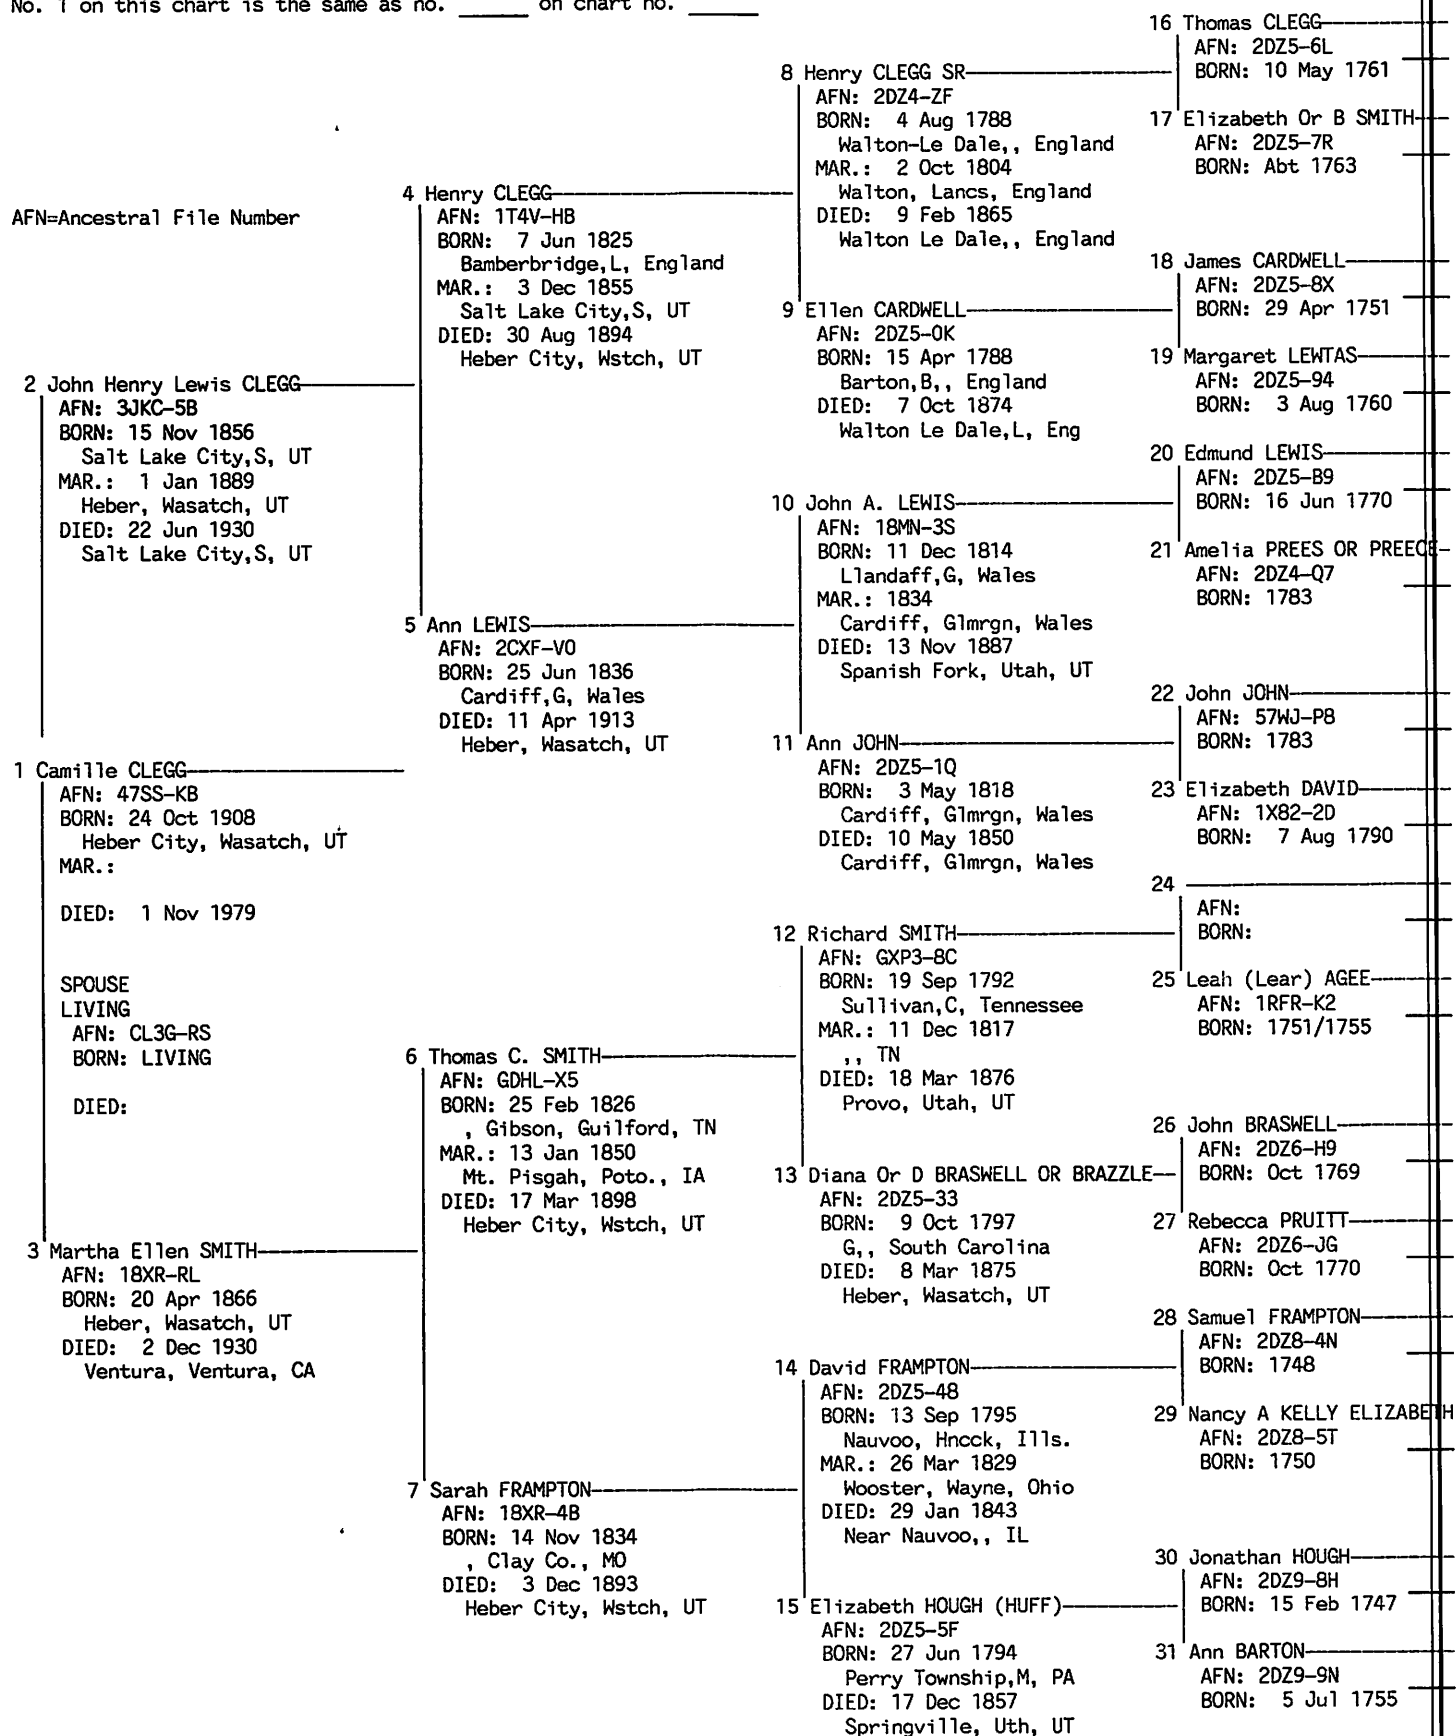 No. 1 on this chart is the same as no. ______ on chart no. ______
AFN=Ancestral File Number
1 Camille CLEGG
AFN: 47SS-KB
BORN: 24 Oct 1908
Heber City, Wasatch, UT
MAR.:
DIED: 1 Nov 1979
SPOUSE
LIVING
AFN: CL3G-RS
BORN: LIVING
DIED:
2 John Henry Lewis CLEGG
AFN: 3JKC-5B
BORN: 15 Nov 1856
Salt Lake City,S, UT
MAR.: 1 Jan 1889
Heber, Wasatch, UT
DIED: 22 Jun 1930
Salt Lake City,S, UT
3 Martha Ellen SMITH
AFN: 18XR-RL
BORN: 20 Apr 1866
Heber, Wasatch, UT
DIED: 2 Dec 1930
Ventura, Ventura, CA
4 Henry CLEGG
AFN: 1T4V-HB
BORN: 7 Jun 1825
Bamberbridge,L, England
MAR.: 3 Dec 1855
Salt Lake City,S, UT
DIED: 30 Aug 1894
Heber City, Wstch, UT
5 Ann LEWIS
AFN: 2CXF-V0
BORN: 25 Jun 1836
Cardiff,G, Wales
DIED: 11 Apr 1913
Heber, Wasatch, UT
6 Thomas C. SMITH
AFN: GDHL-X5
BORN: 25 Feb 1826
, Gibson, Guilford, TN
MAR.: 13 Jan 1850
Mt. Pisgah, Poto., IA
DIED: 17 Mar 1898
Heber City, Wstch, UT
7 Sarah FRAMPTON
AFN: 18XR-4B
BORN: 14 Nov 1834
, Clay Co., MO
DIED: 3 Dec 1893
Heber City, Wstch, UT
8 Henry CLEGG SR
AFN: 2DZ4-ZF
BORN: 4 Aug 1788
Walton-Le Dale,, England
MAR.: 2 Oct 1804
Walton, Lancs, England
DIED: 9 Feb 1865
Walton Le Dale,, England
9 Ellen CARDWELL
AFN: 2DZ5-0K
BORN: 15 Apr 1788
Barton,B,, England
DIED: 7 Oct 1874
Walton Le Dale,L, Eng
10 John A. LEWIS
AFN: 18MN-3S
BORN: 11 Dec 1814
Llandaff,G, Wales
MAR.: 1834
Cardiff, Glmrgn, Wales
DIED: 13 Nov 1887
Spanish Fork, Utah, UT
11 Ann JOHN
AFN: 2DZ5-1Q
BORN: 3 May 1818
Cardiff, Glmrgn, Wales
DIED: 10 May 1850
Cardiff, Glmrgn, Wales
12 Richard SMITH
AFN: GXP3-8C
BORN: 19 Sep 1792
Sullivan,C, Tennessee
MAR.: 11 Dec 1817
,, TN
DIED: 18 Mar 1876
Provo, Utah, UT
13 Diana Or D BRASWELL OR BRAZZLE
AFN: 2DZ5-33
BORN: 9 Oct 1797
G,, South Carolina
DIED: 8 Mar 1875
Heber, Wasatch, UT
14 David FRAMPTON
AFN: 2DZ5-48
BORN: 13 Sep 1795
Nauvoo, Hncck, Ills.
MAR.: 26 Mar 1829
Wooster, Wayne, Ohio
DIED: 29 Jan 1843
Near Nauvoo,, IL
15 Elizabeth HOUGH (HUFF)
AFN: 2DZ5-5F
BORN: 27 Jun 1794
Perry Township,M, PA
DIED: 17 Dec 1857
Springville, Uth, UT
16 Thomas CLEGG
AFN: 2DZ5-6L
BORN: 10 May 1761
17 Elizabeth Or B SMITH
AFN: 2DZ5-7R
BORN: Abt 1763
18 James CARDWELL
AFN: 2DZ5-8X
BORN: 29 Apr 1751
19 Margaret LEWTAS
AFN: 2DZ5-94
BORN: 3 Aug 1760
20 Edmund LEWIS
AFN: 2DZ5-B9
BORN: 16 Jun 1770
21 Amelia PREES OR PREECE
AFN: 2DZ4-Q7
BORN: 1783
22 John JOHN
AFN: 57WJ-P8
BORN: 1783
23 Elizabeth DAVID
AFN: 1X82-2D
BORN: 7 Aug 1790
24
AFN:
BORN:
25 Leah (Lear) AGEE
AFN: 1RFR-K2
BORN: 1751/1755
26 John BRASWELL
AFN: 2DZ6-H9
BORN: Oct 1769
27 Rebecca PRUITT
AFN: 2DZ6-JG
BORN: Oct 1770
28 Samuel FRAMPTON
AFN: 2DZ8-4N
BORN: 1748
29 Nancy A KELLY ELIZABETH
AFN: 2DZ8-5T
BORN: 1750
30 Jonathan HOUGH
AFN: 2DZ9-8H
BORN: 15 Feb 1747
31 Ann BARTON
AFN: 2DZ9-9N
BORN: 5 Jul 1755